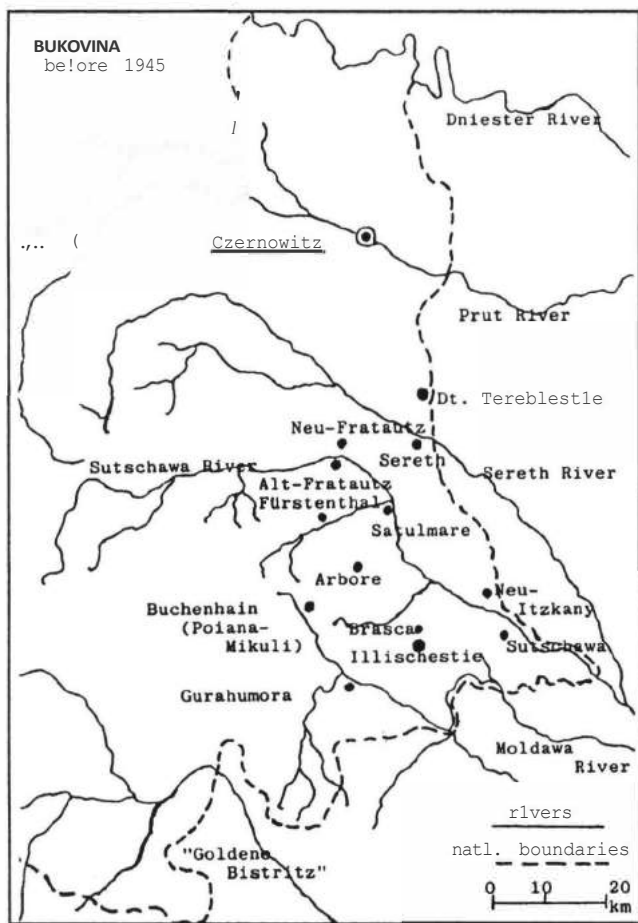 BUKOVINA
be!ore 1945
Dniester River
Czernowitz
Prut River
Dt. Tereblest1e
Neu-Fratautz
Sereth
Sutschawa River
Sereth River
Alt-Fratautz
Fürstenthal
Satulmare
Arbore
Neu-
Itzkany
Buchenhain
(Poiana-
Mikuli)
Brasca
Illischestie
Sutschawa
Gurahumora
Moldawa
River
r1vers
natl. boundaries
"Goldene
Bistritz"
0 10 20
km